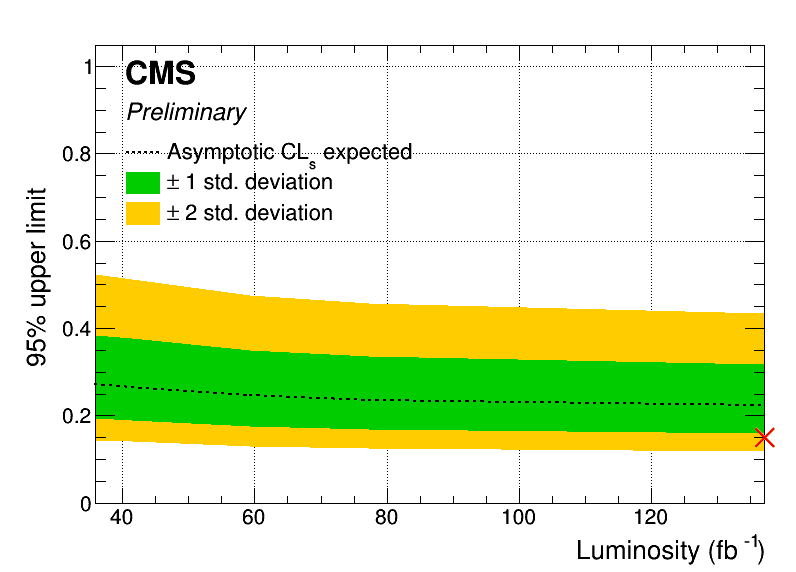 1
CMS
Preliminary
0.8
Asymptotic CLs expected
± 1 std. deviation
± 2 std. deviation
0.6
0.4
0.2
0
95% upper limit
40 60 80 100 120
Luminosity (fb -1)